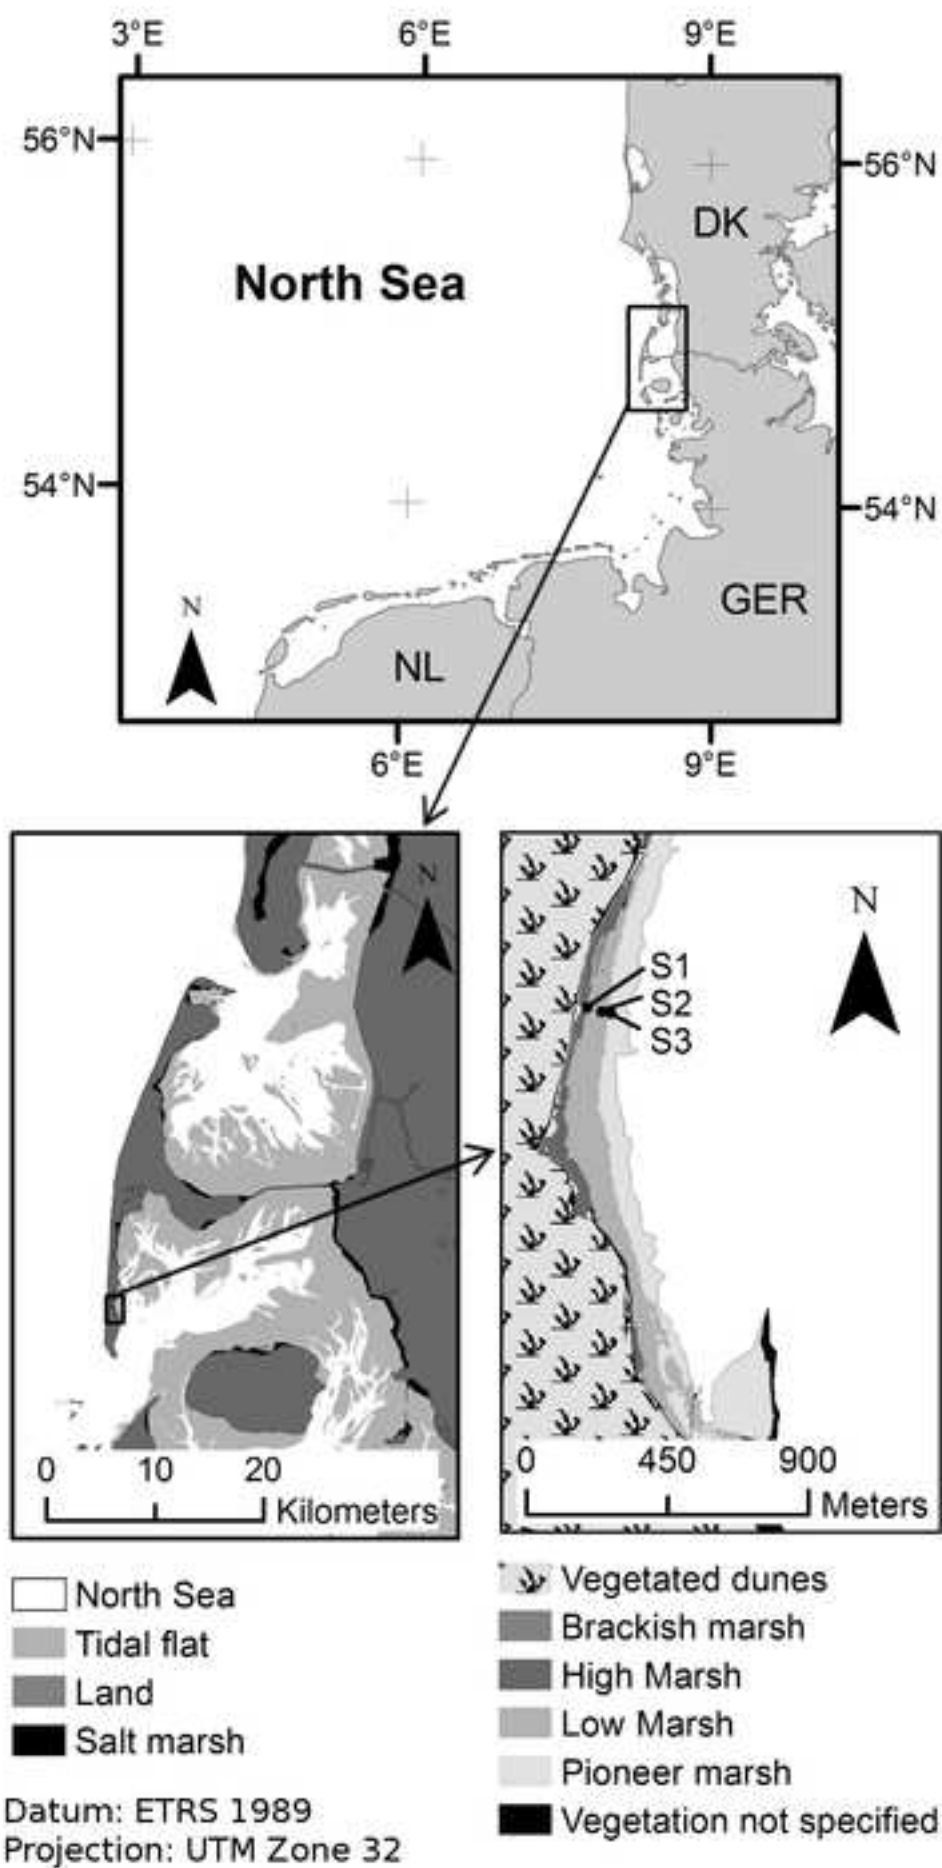 3°E 6°E 9°E
56°N
56°N
DK
North Sea
54°N
54°N
GER
N
NL
6°E 9°E
N
N
S1
S2
S3
0 10 20
Kilometers
0 450 900
Meters
North Sea
Tidal flat
Land
Salt marsh
Vegetated dunes
Brackish marsh
High Marsh
Low Marsh
Pioneer marsh
Vegetation not specified
Datum: ETRS 1989
Projection: UTM Zone 32